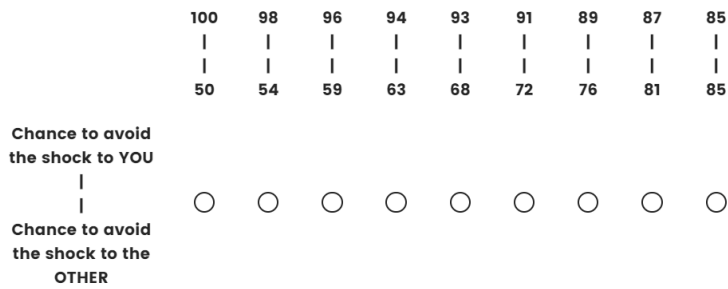 100 98 96 94 93 91 89 87 85
| | | | | | | | |
| | | | | | | | |
50 54 59 63 68 72 76 81 85
Chance to avoid
the shock to YOU
|
|
Chance to avoid
the shock to the
OTHER